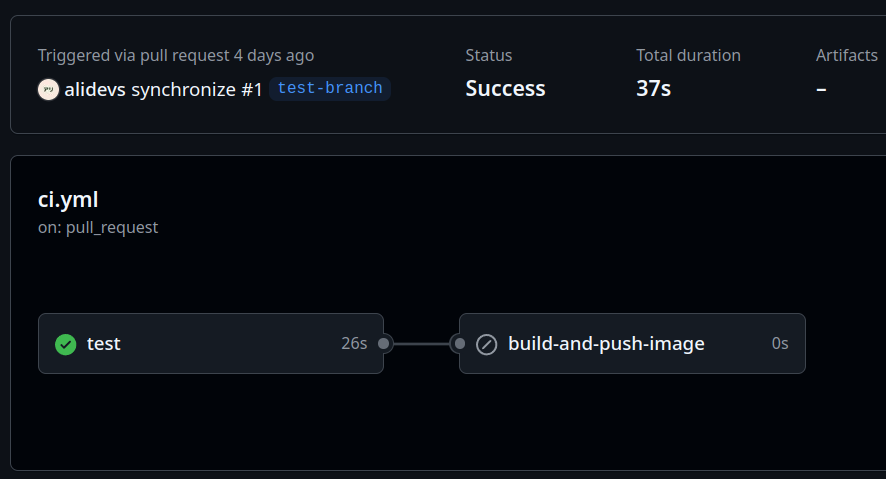 Triggered via pull request 4 days ago
Status
Total duration
Artifacts
alidevs synchronize #1 test-branch
Success
37s
–
ci.yml
on: pull_request
test 26s
build-and-push-image 0s